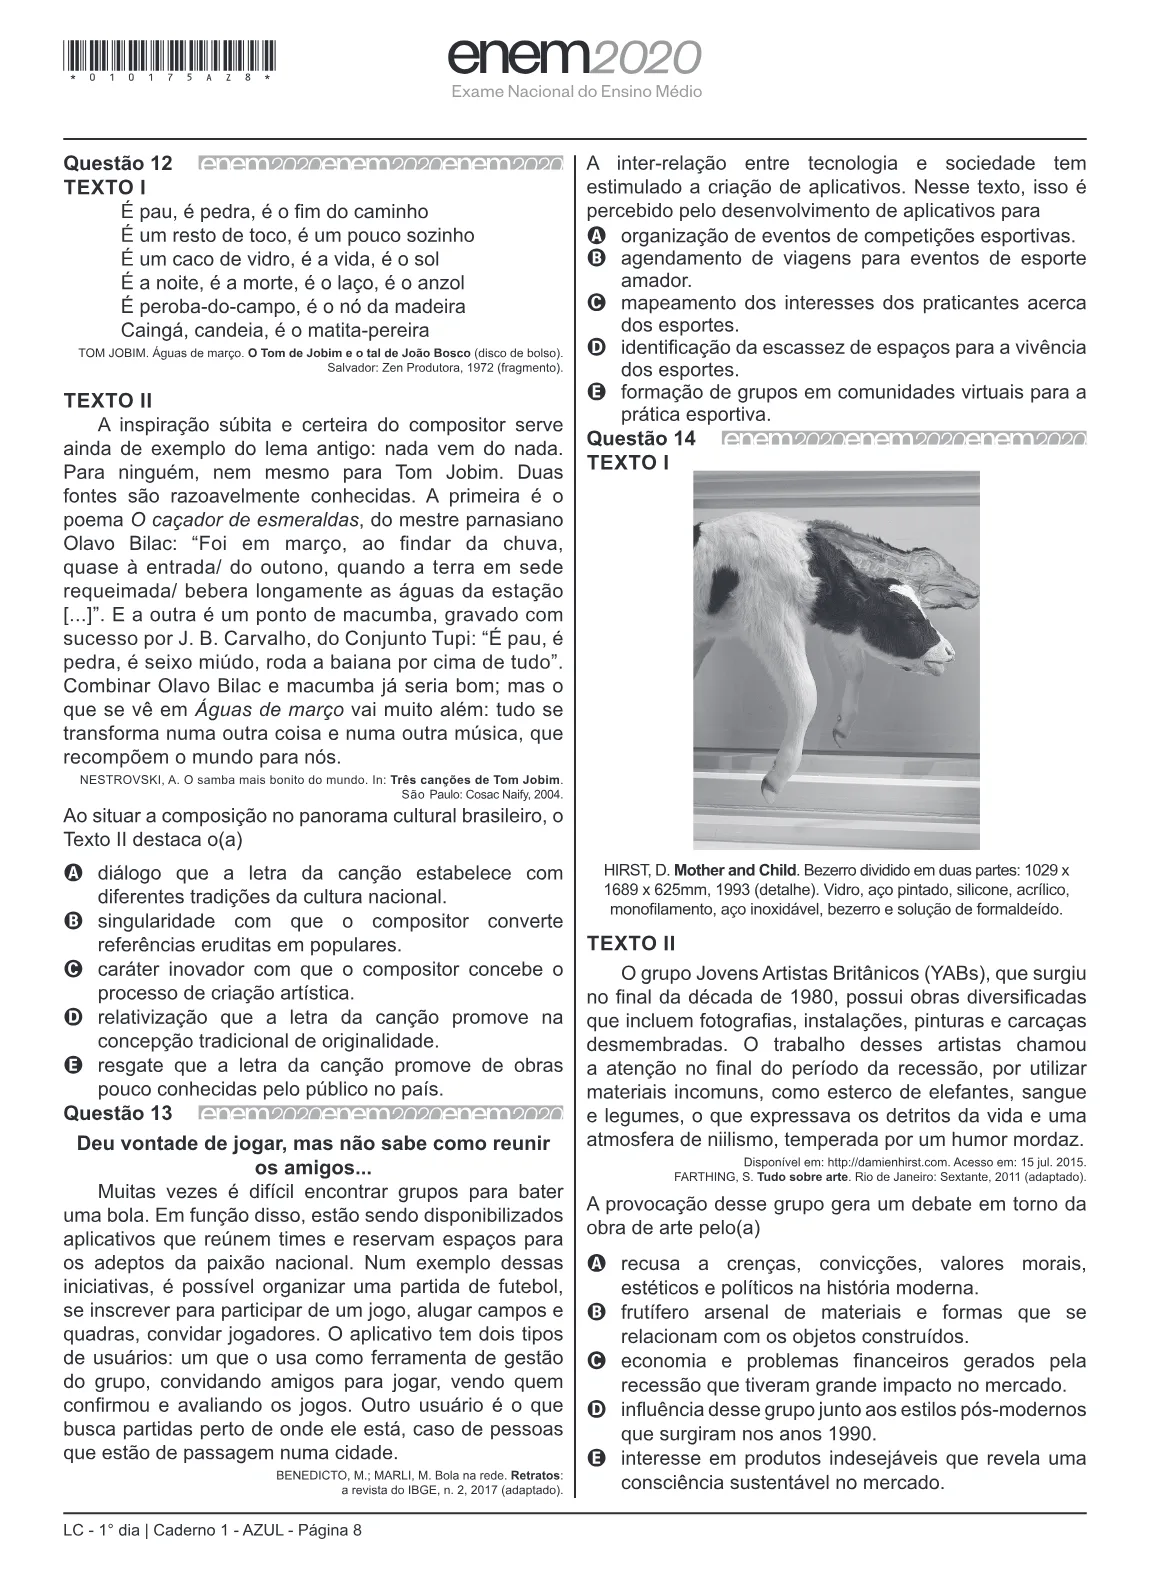 *010175AZ8*
enem2020
Exame Nacional do Ensino Médio
Questão 12 enem2020enem2020enem2020
TEXTO I
É pau, é pedra, é o fim do caminho
É um resto de toco, é um pouco sozinho
É um caco de vidro, é a vida, é o sol
É a noite, é a morte, é o laço, é o anzol
É peroba-do-campo, é o nó da madeira
Caingá, candeia, é o matita-pereira
TOM JOBIM. Águas de março. O Tom de Jobim e o tal de João Bosco (disco de bolso).
Salvador: Zen Produtora, 1972 (fragmento).
TEXTO II
A inspiração súbita e certeira do compositor serve
ainda de exemplo do lema antigo: nada vem do nada.
Para ninguém, nem mesmo para Tom Jobim. Duas
fontes são razoavelmente conhecidas. A primeira é o
poema O caçador de esmeraldas, do mestre parnasiano
Olavo Bilac: “Foi em março, ao findar da chuva,
quase à entrada/ do outono, quando a terra em sede
requeimada/ bebera longamente as águas da estação
[...]”. E a outra é um ponto de macumba, gravado com
sucesso por J. B. Carvalho, do Conjunto Tupi: “É pau, é
pedra, é seixo miúdo, roda a baiana por cima de tudo”.
Combinar Olavo Bilac e macumba já seria bom; mas o
que se vê em Águas de março vai muito além: tudo se
transforma numa outra coisa e numa outra música, que
recompõem o mundo para nós.
NESTROVSKI, A. O samba mais bonito do mundo. In: Três canções de Tom Jobim.
São Paulo: Cosac Naify, 2004.
Ao situar a composição no panorama cultural brasileiro, o
Texto II destaca o(a)
A diálogo que a letra da canção estabelece com
diferentes tradições da cultura nacional.
B singularidade com que o compositor converte
referências eruditas em populares.
C caráter inovador com que o compositor concebe o
processo de criação artística.
D relativização que a letra da canção promove na
concepção tradicional de originalidade.
E resgate que a letra da canção promove de obras
pouco conhecidas pelo público no país.
Questão 13 enem2020enem2020enem2020
Deu vontade de jogar, mas não sabe como reunir
os amigos...
Muitas vezes é difícil encontrar grupos para bater
uma bola. Em função disso, estão sendo disponibilizados
aplicativos que reúnem times e reservam espaços para
os adeptos da paixão nacional. Num exemplo dessas
iniciativas, é possível organizar uma partida de futebol,
se inscrever para participar de um jogo, alugar campos e
quadras, convidar jogadores. O aplicativo tem dois tipos
de usuários: um que o usa como ferramenta de gestão
do grupo, convidando amigos para jogar, vendo quem
confirmou e avaliando os jogos. Outro usuário é o que
busca partidas perto de onde ele está, caso de pessoas
que estão de passagem numa cidade.
BENEDICTO, M.; MARLI, M. Bola na rede. Retratos:
a revista do IBGE, n. 2, 2017 (adaptado).
A inter-relação entre tecnologia e sociedade tem
estimulado a criação de aplicativos. Nesse texto, isso é
percebido pelo desenvolvimento de aplicativos para
A organização de eventos de competições esportivas.
B agendamento de viagens para eventos de esporte
amador.
C mapeamento dos interesses dos praticantes acerca
dos esportes.
D identificação da escassez de espaços para a vivência
dos esportes.
E formação de grupos em comunidades virtuais para a
prática esportiva.
Questão 14 enem2020enem2020enem2020
TEXTO I
HIRST, D. Mother and Child. Bezerro dividido em duas partes: 1029 x
1689 x 625mm, 1993 (detalhe). Vidro, aço pintado, silicone, acrílico,
monofilamento, aço inoxidável, bezerro e solução de formaldeído.
TEXTO II
O grupo Jovens Artistas Britânicos (YABs), que surgiu
no final da década de 1980, possui obras diversificadas
que incluem fotografias, instalações, pinturas e carcaças
desmembradas. O trabalho desses artistas chamou
a atenção no final do período da recessão, por utilizar
materiais incomuns, como esterco de elefantes, sangue
e legumes, o que expressava os detritos da vida e uma
atmosfera de niilismo, temperada por um humor mordaz.
Disponível em: http://damienhirst.com. Acesso em: 15 jul. 2015.
FARTHING, S. Tudo sobre arte. Rio de Janeiro: Sextante, 2011 (adaptado).
A provocação desse grupo gera um debate em torno da
obra de arte pelo(a)
A recusa a crenças, convicções, valores morais,
estéticos e políticos na história moderna.
B frutífero arsenal de materiais e formas que se
relacionam com os objetos construídos.
C economia e problemas financeiros gerados pela
recessão que tiveram grande impacto no mercado.
D influência desse grupo junto aos estilos pós-modernos
que surgiram nos anos 1990.
E interesse em produtos indesejáveis que revela uma
consciência sustentável no mercado.
LC - 1° dia | Caderno 1 - AZUL - Página 8